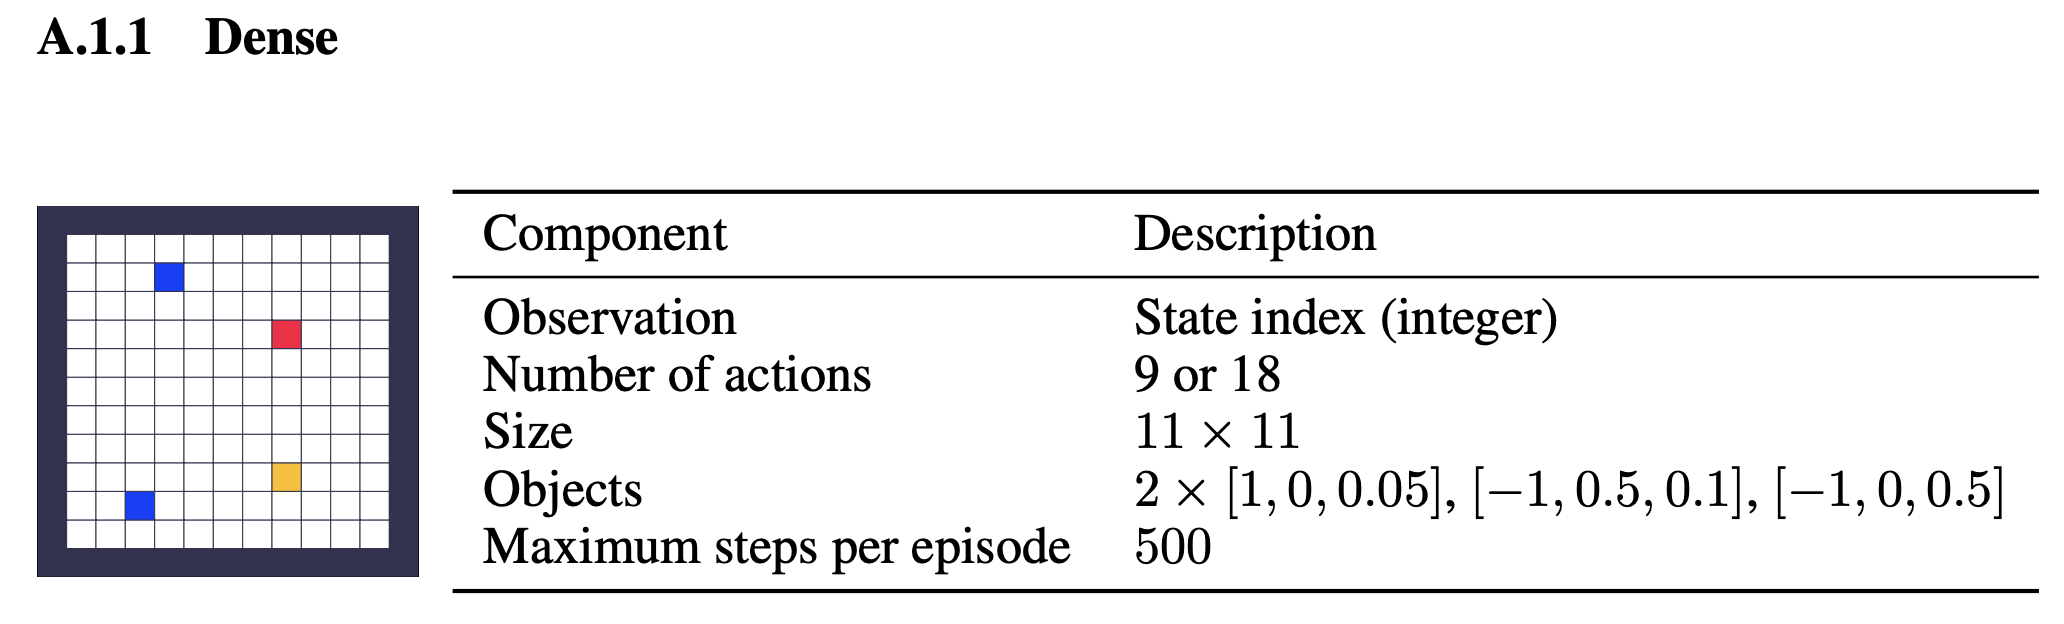 A.1.1 Dense
Component Description
Observation State index (integer)
Number of actions 9 or 18
Size 11 × 11
Objects 2 × [1, 0, 0.05], [−1, 0.5, 0.1], [−1, 0, 0.5]
Maximum steps per episode 500